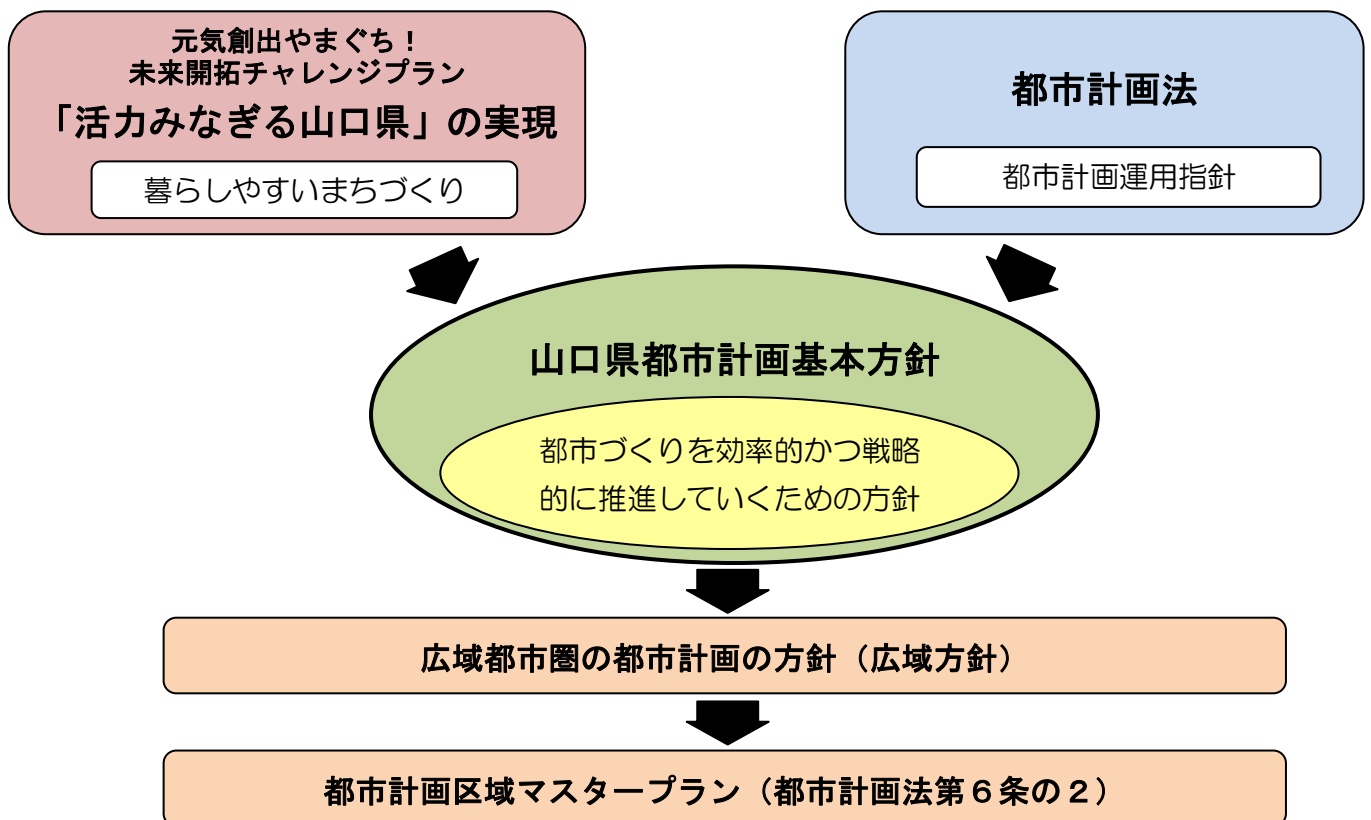 元気創出やまぐち！
未来開拓チャレンジプラン
「活力みなぎる山口県」の実現
暮らしやすいまちづくり
都市計画法
都市計画運用指針
山口県都市計画基本方針
都市づくりを効率的かつ戦略
的に推進していくための方針
広域都市圏の都市計画の方針（広域方針）
都市計画区域マスタープラン（都市計画法第６条の２）